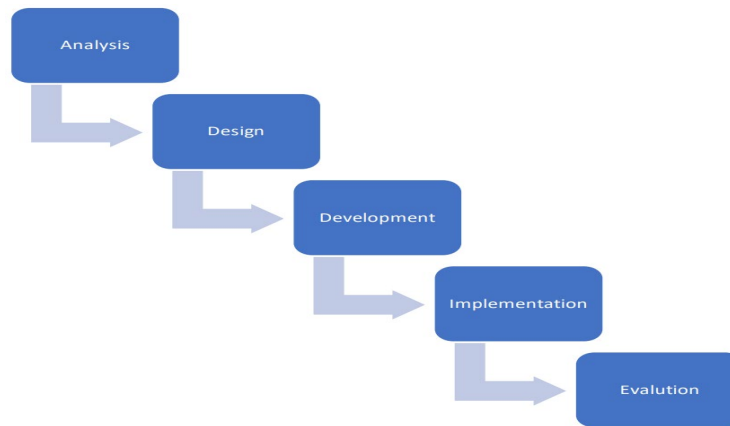 Analysis
Design
Development
Implementation
Evalution